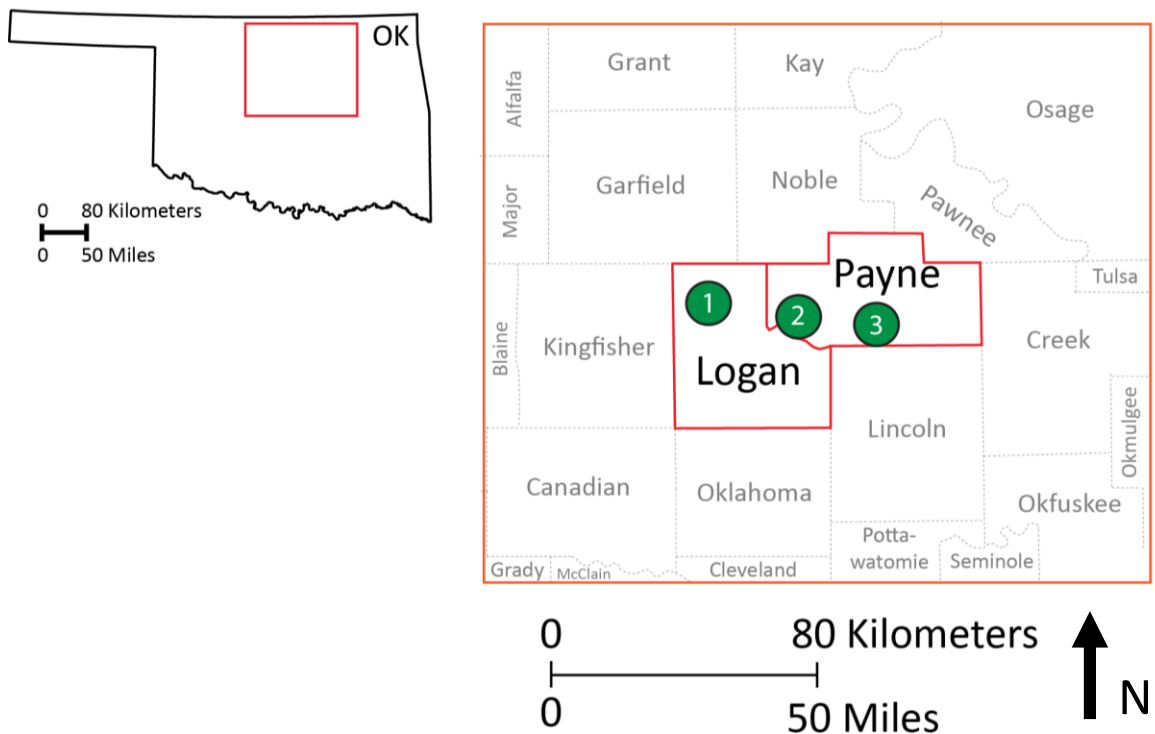 OK
0 80 Kilometers
0 50 Miles
Grant
Kay
Alfalfa
Osage
Garfield
Noble
Major
Pawnee
Payne
Tulsa
1
2
3
Blaine
Kingfisher
Logan
Creek
Lincoln
Okmulgee
Canadian
Oklahoma
Okfuskee
Potta-
watomie
Seminole
Grady
McClain
Cleveland
0 80 Kilometers
0 50 Miles
N